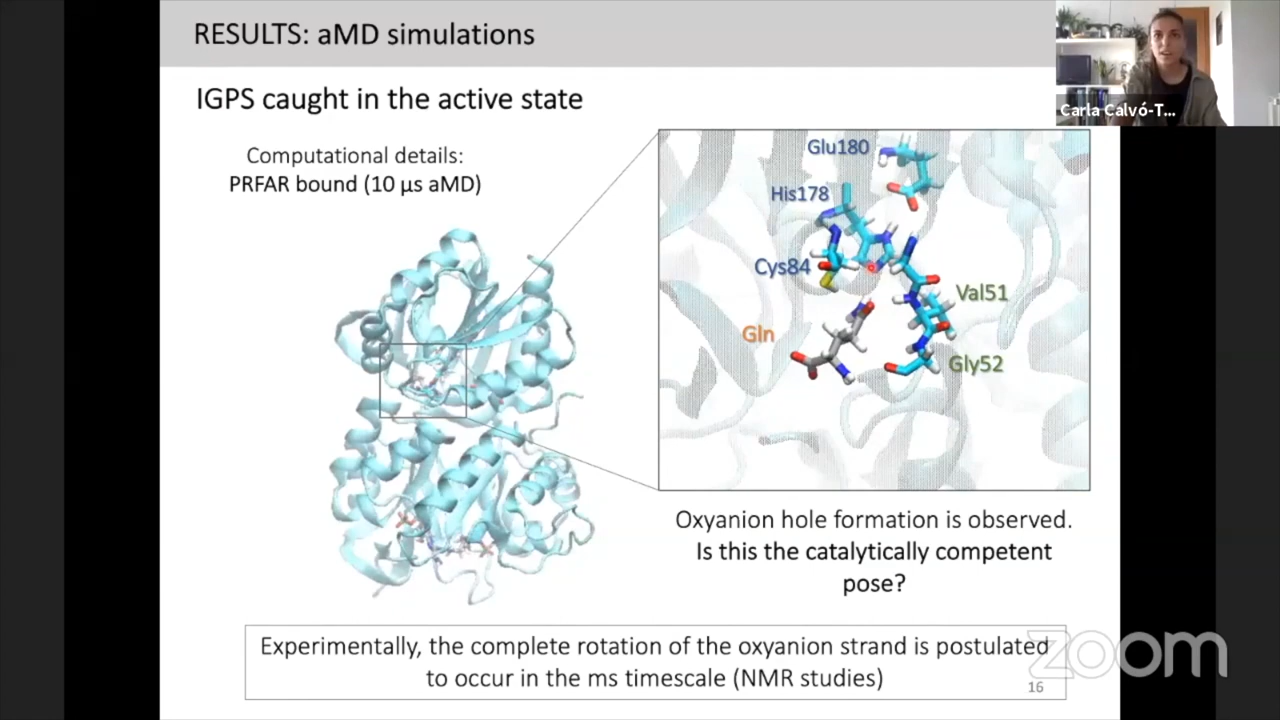 RESULTS: aMD simulations
Carla Calvó-T...
IGPS caught in the active state
Computational details:
PRFAR bound (10 μs aMD)
Glu180
His178
Cys84
Val51
Gln
Gly52
Oxyanion hole formation is observed.
Is this the catalytically competent
pose?
Experimentally, the complete rotation of the oxyanion strand is postulated
to occur in the ms timescale (NMR studies)
16
zoom